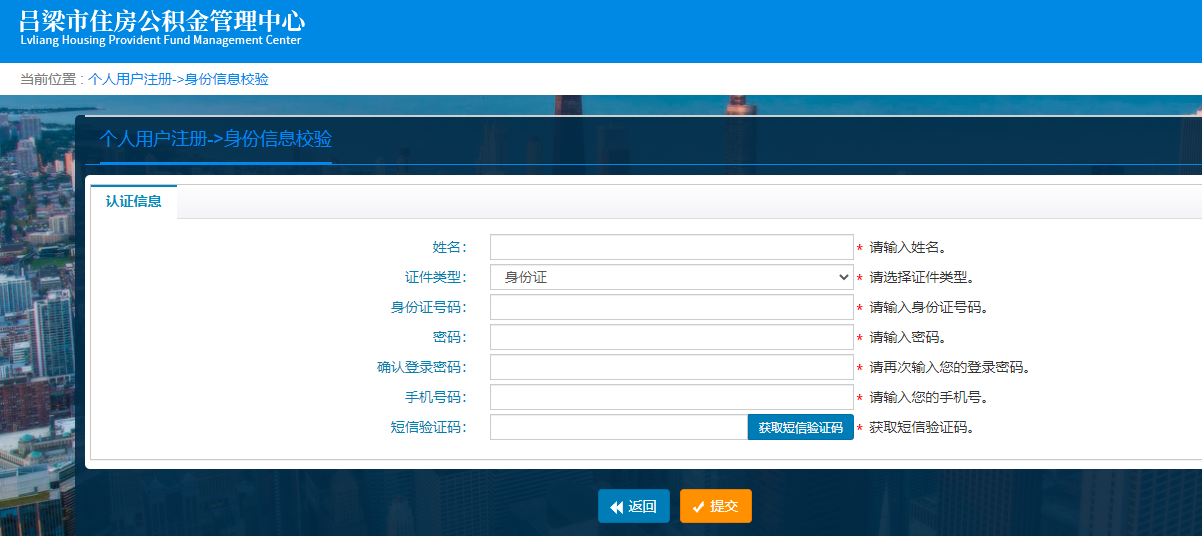 吕梁市住房公积金管理中心
Lvliang Housing Provident Fund Management Center
当前位置 : 个人用户注册->身份信息校验
个人用户注册->身份信息校验
认证信息
姓名： * 请输入姓名。
证件类型： 身份证 * 请选择证件类型。
身份证号码： * 请输入身份证号码。
密码： * 请输入密码。
确认登录密码： * 请再次输入您的登录密码。
手机号码： * 请输入您的手机号。
短信验证码： 获取短信验证码 * 获取短信验证码。
返回 提交